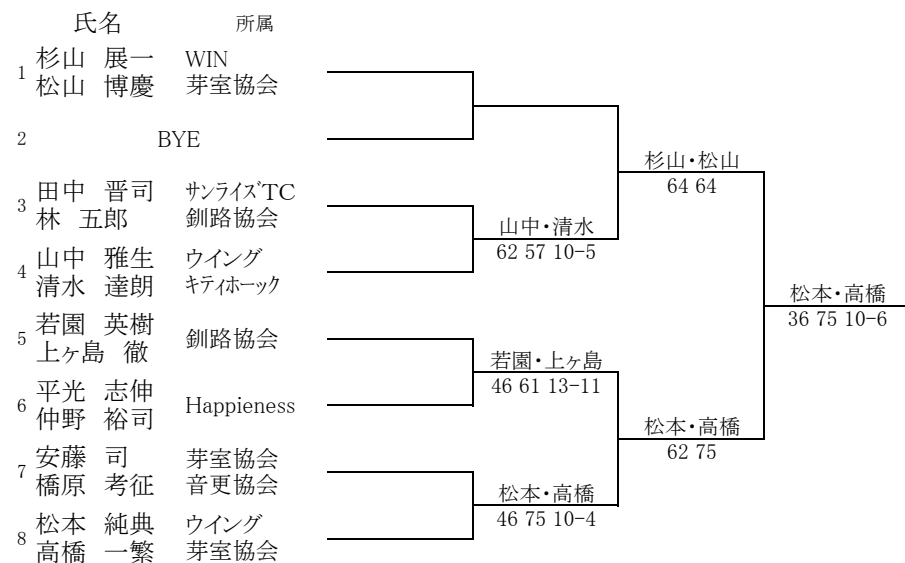 氏名 所属
杉山 展一 WIN
1
松山 博慶 芽室協会
2 BYE
杉山・松山
64 64
田中 晋司 サンライズTC
3
林 五郎 釧路協会
山中・清水
62 57 10-5
山中 雅生 ウイング
4
清水 達朗 キティホーック
松本・高橋
36 75 10-6
若園 英樹
5 釧路協会
上ヶ島 徹
若園・上ヶ島
46 61 13-11
平光 志伸
6 Happieness
仲野 裕司
松本・高橋
62 75
安藤 司 芽室協会
7
橋原 考征 音更協会
松本・高橋
46 75 10-4
松本 純典 ウイング
8
高橋 一繁 芽室協会